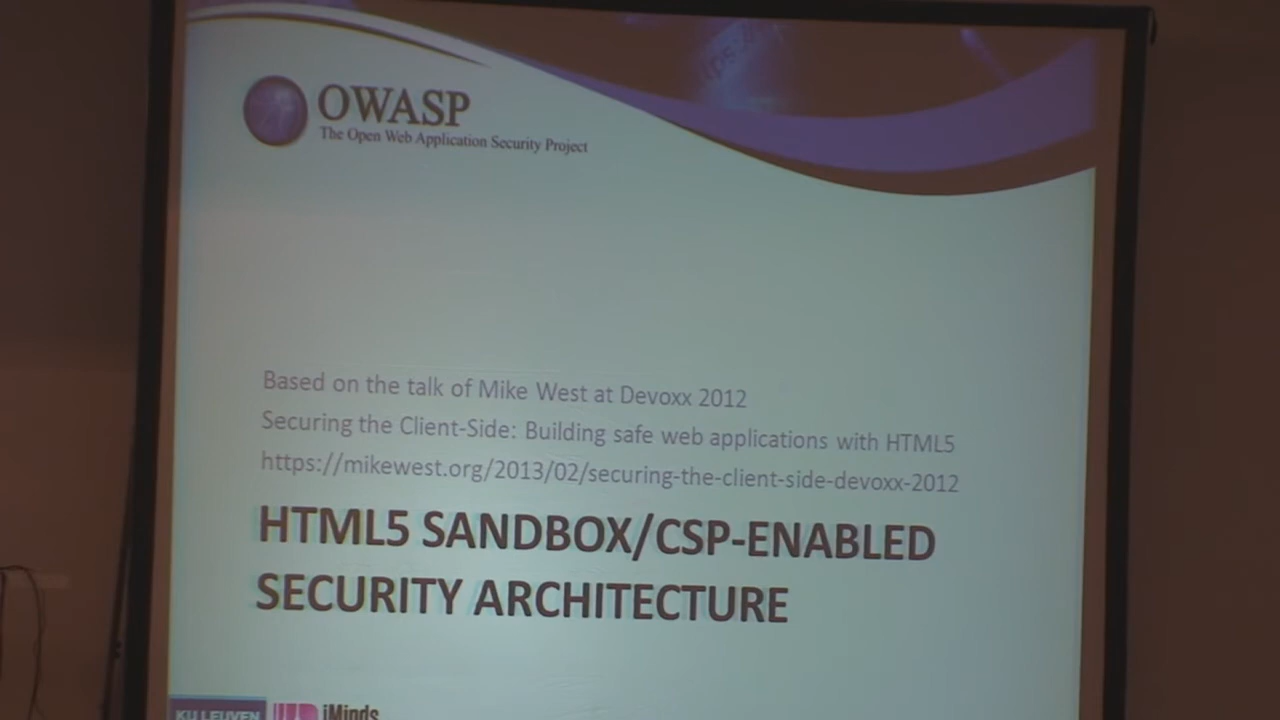 OWASP
The Open Web Application Security Project
Based on the talk of Mike West at Devoxx 2012
Securing the Client-Side: Building safe web applications with HTML5
https://mikewest.org/2013/02/securing-the-client-side-devoxx-2012
HTML5 SANDBOX/CSP-ENABLED
SECURITY ARCHITECTURE
KU LEUVEN
iMinds